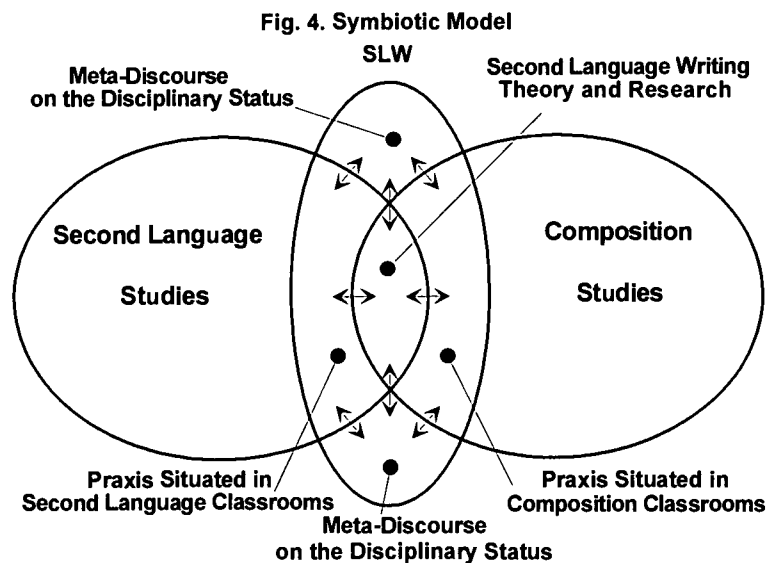 Fig. 4. Symbiotic Model
SLW
Meta-Discourse
on the Disciplinary Status
Second Language Writing
Theory and Research
Second Language
Studies
Composition
Studies
Praxis Situated in
Second Language Classrooms
Praxis Situated in
Composition Classrooms
Meta-Discourse
on the Disciplinary Status